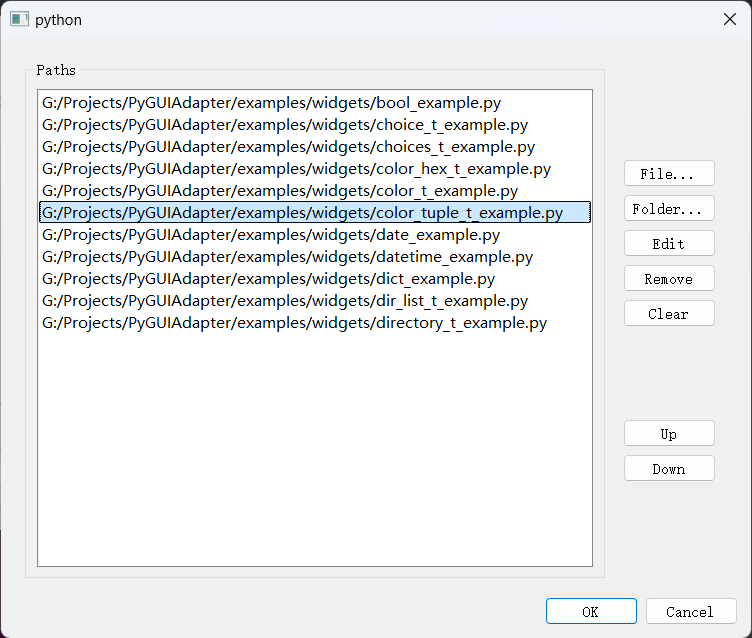 python
Paths
G:/Projects/PyGUIAdapter/examples/widgets/bool_example.py
G:/Projects/PyGUIAdapter/examples/widgets/choice_t_example.py
G:/Projects/PyGUIAdapter/examples/widgets/choices_t_example.py
G:/Projects/PyGUIAdapter/examples/widgets/color_hex_t_example.py
G:/Projects/PyGUIAdapter/examples/widgets/color_t_example.py
G:/Projects/PyGUIAdapter/examples/widgets/color_tuple_t_example.py
G:/Projects/PyGUIAdapter/examples/widgets/date_example.py
G:/Projects/PyGUIAdapter/examples/widgets/datetime_example.py
G:/Projects/PyGUIAdapter/examples/widgets/dict_example.py
G:/Projects/PyGUIAdapter/examples/widgets/dir_list_t_example.py
G:/Projects/PyGUIAdapter/examples/widgets/directory_t_example.py
File...
Folder...
Edit
Remove
Clear
Up
Down
OK
Cancel